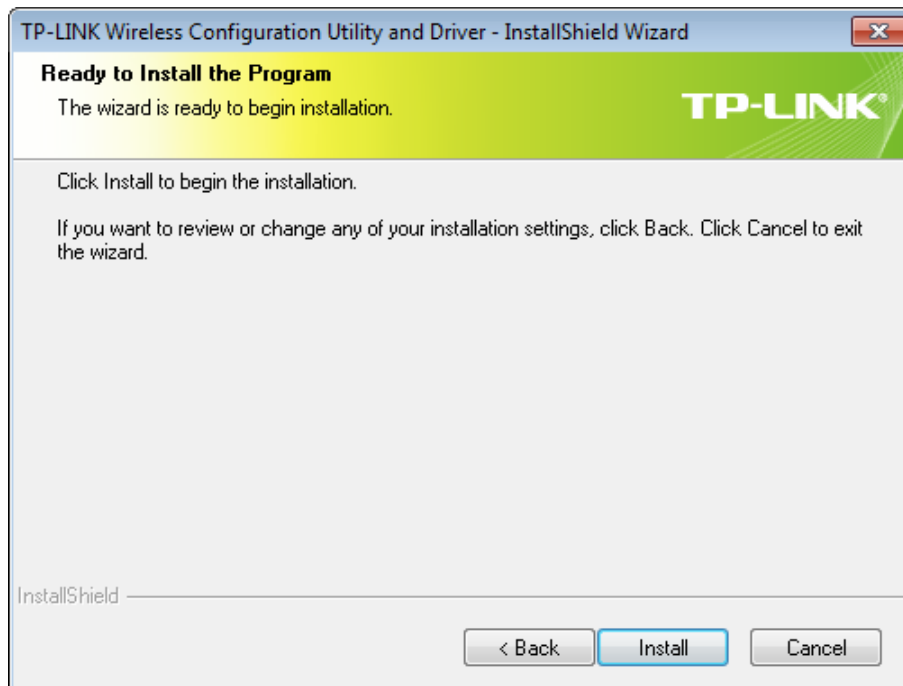 TP-LINK Wireless Configuration Utility and Driver - InstallShield Wizard
Ready to Install the Program
The wizard is ready to begin installation.
TP-LINK®
Click Install to begin the installation.
If you want to review or change any of your installation settings, click Back. Click Cancel to exit
the wizard.
InstallShield
< Back
Install
Cancel